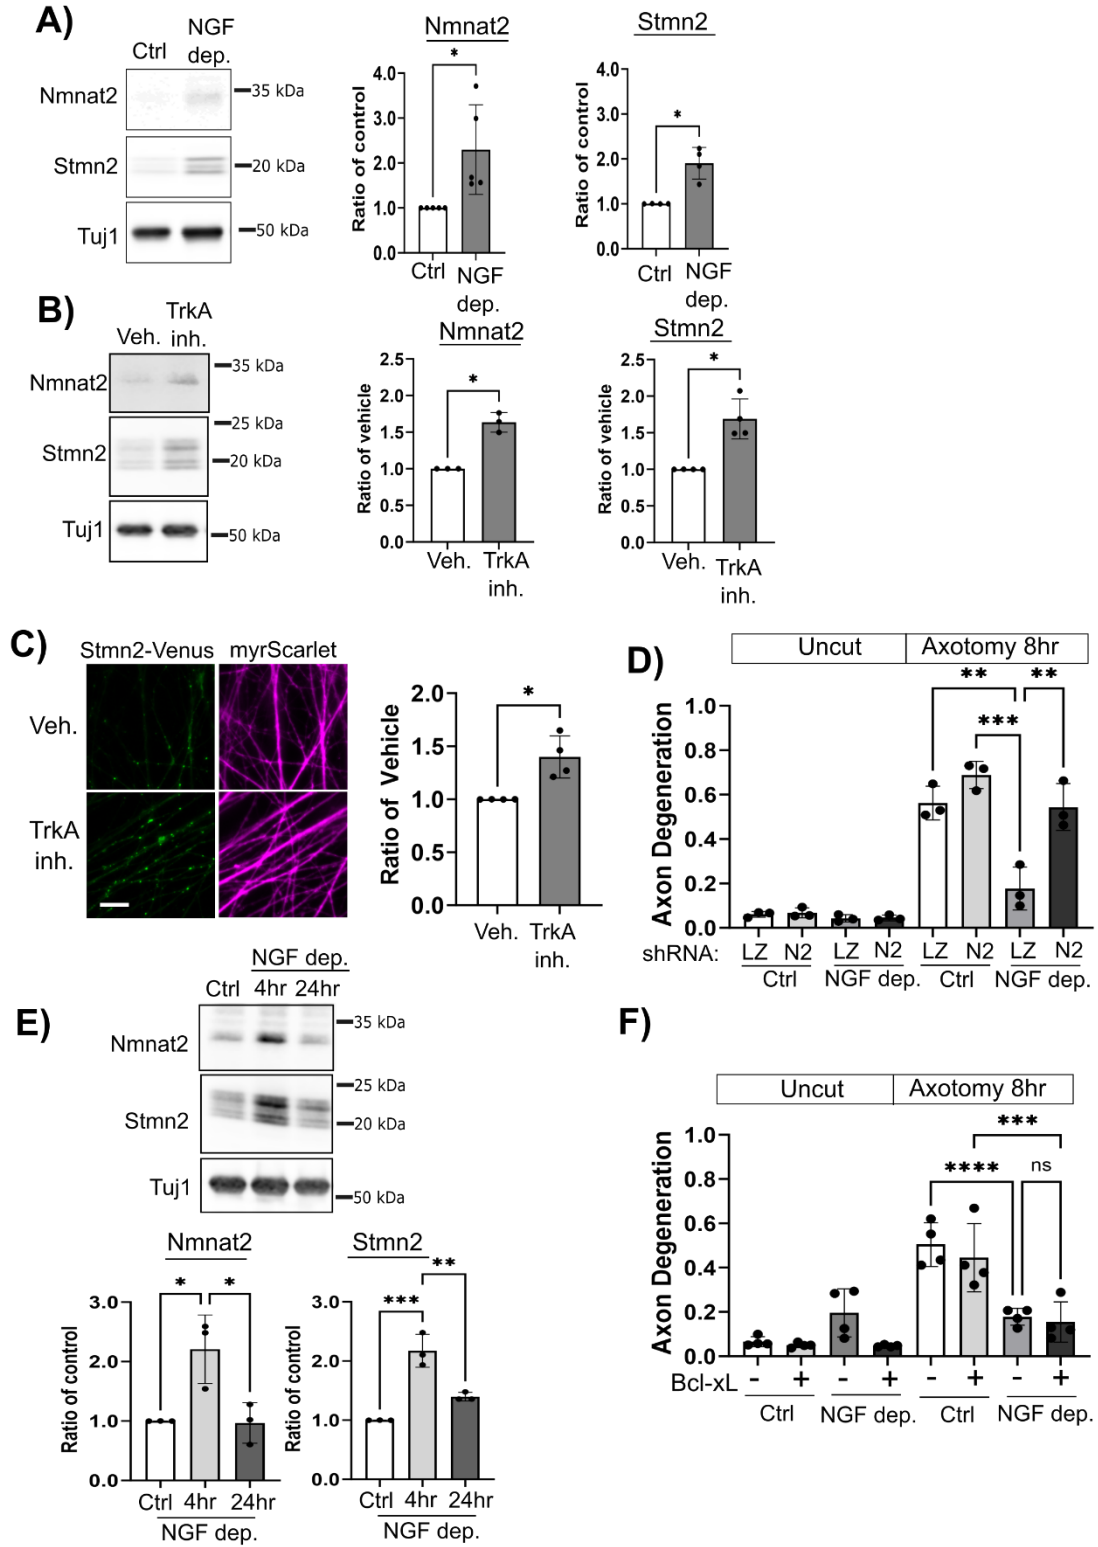 A)
Ctrl
NGF
dep.
Nmnat2
35 kDa
Stmn2
20 kDa
Tuj1
50 kDa
Nmnat2
*
Ratio of control
4.0
3.0
2.0
1.0
0.0
Ctrl
NGF
dep.
Stmn2
*
Ratio of control
4.0
3.0
2.0
1.0
0.0
Ctrl
NGF
dep.
B)
Veh.
TrkA
inh.
Nmnat2
35 kDa
25 kDa
Stmn2
20 kDa
Tuj1
50 kDa
Nmnat2
*
Ratio of vehicle
2.5
2.0
1.5
1.0
0.5
0.0
Veh.
TrkA
inh.
Stmn2
*
Ratio of vehicle
2.5
2.0
1.5
1.0
0.5
0.0
Veh.
TrkA
inh.
C)
Stmn2-Venus
myrScarlet
Veh.
TrkA
inh.
*
Ratio of Vehicle
2.0
1.5
1.0
0.5
0.0
Veh.
TrkA
inh.
D)
Uncut
Axotomy 8hr
** **
***
Axon Degeneration
1.0
0.8
0.6
0.4
0.2
0.0
shRNA: LZ N2 LZ N2 LZ N2 LZ N2
Ctrl NGF dep. Ctrl NGF dep.
E)
NGF dep.
Ctrl 4hr 24hr
Nmnat2
35 kDa
25 kDa
Stmn2
20 kDa
Tuj1
50 kDa
Nmnat2
* *
Ratio of control
3.0
2.0
1.0
0.0
Ctrl 4hr 24hr
NGF dep.
Stmn2
**
***
Ratio of control
3.0
2.0
1.0
0.0
Ctrl 4hr 24hr
NGF dep.
F)
Uncut
Axotomy 8hr
***
**** ns
Axon Degeneration
1.0
0.8
0.6
0.4
0.2
0.0
Bcl-xL - + - + - + - +
Ctrl NGF dep. Ctrl NGF dep.